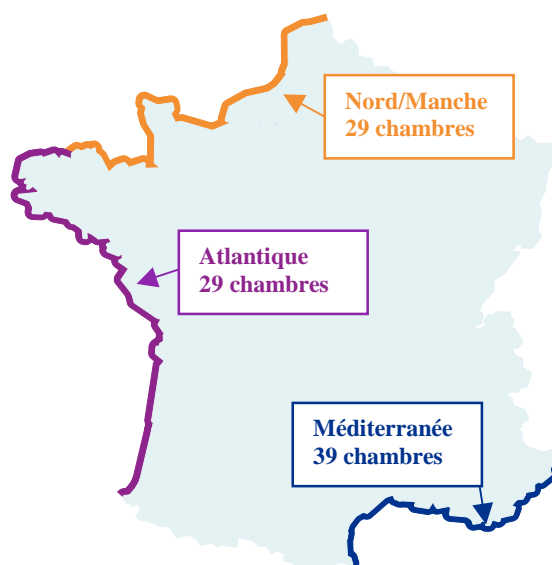 Nord/Manche
29 chambres
Atlantique
29 chambres
Méditerranée
39 chambres